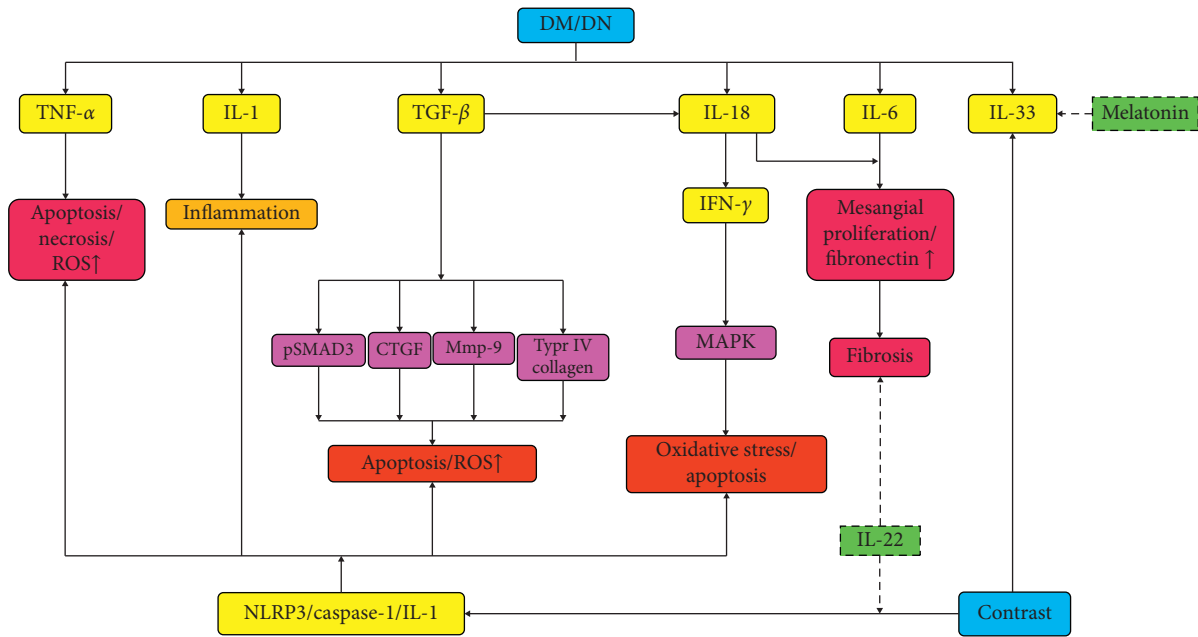 DM/DN
TNF-α
IL-1
TGF-β
IL-18
IL-6
IL-33
Melatonin
Apoptosis/
necrosis/
ROS↑
Inflammation
IFN-γ
Mesangial
proliferation/
fibronectin ↑
pSMAD3
CTGF
Mmp-9
Typr IV
collagen
MAPK
Fibrosis
Apoptosis/ROS↑
Oxidative stress/
apoptosis
IL-22
NLRP3/caspase-1/IL-1
Contrast